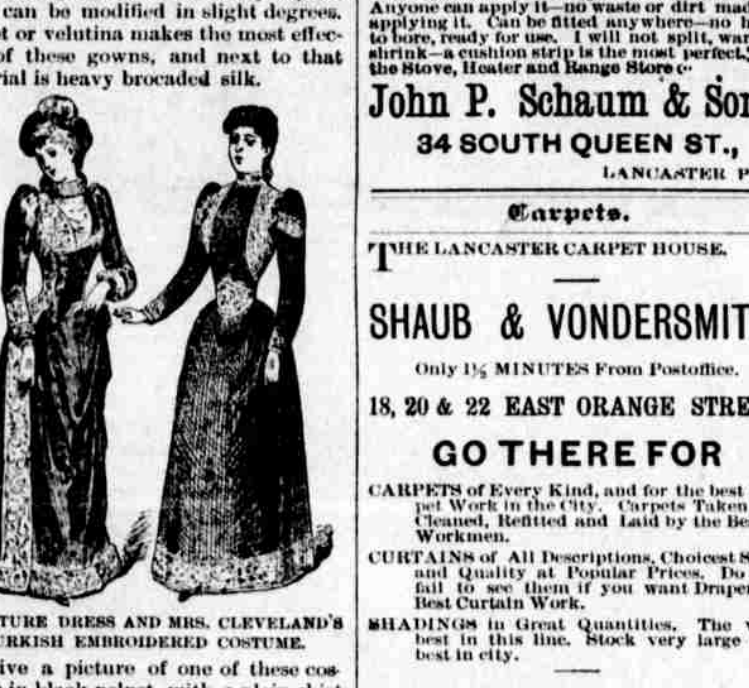 can be modified in slight degrees.
or velutina makes the most effec-
of these gowns, and next to that
is heavy brocaded silk.
TURE DRESS AND MRS. CLEVELAND'S
URKISH EMBROIDERED COSTUME.
ive a picture of one of these cos-
in black velvet, with a plain skirt
Anyone can apply it—no waste or dirt mad
applying it. Can be fitted anywhere—no h
to bore, ready for use. I will not split, war
shrink—a cushion strip is the most perfect.
the Stove, Heater and Range Store
John P. Schaum & Son
34 SOUTH QUEEN ST.,
LANCASTER P
Carpets.
THE LANCASTER CARPET HOUSE.
SHAUB & VONDERSMIT
Only 1½ MINUTES From Postoffice.
18, 20 & 22 EAST ORANGE STRE
GO THERE FOR
CARPETS of Every Kind, and for the best
pet Work in the City. Carpets Taken
Cleaned, Refitted and Laid by the Be
Workmen.
CURTAINS of All Descriptions, Choicest S
and Quality at Popular Prices. Do
fail to see them if you want Draper
Best Curtain Work.
SHADINGS in Great Quantities. The v
best in this line. Stock very large
best in city.